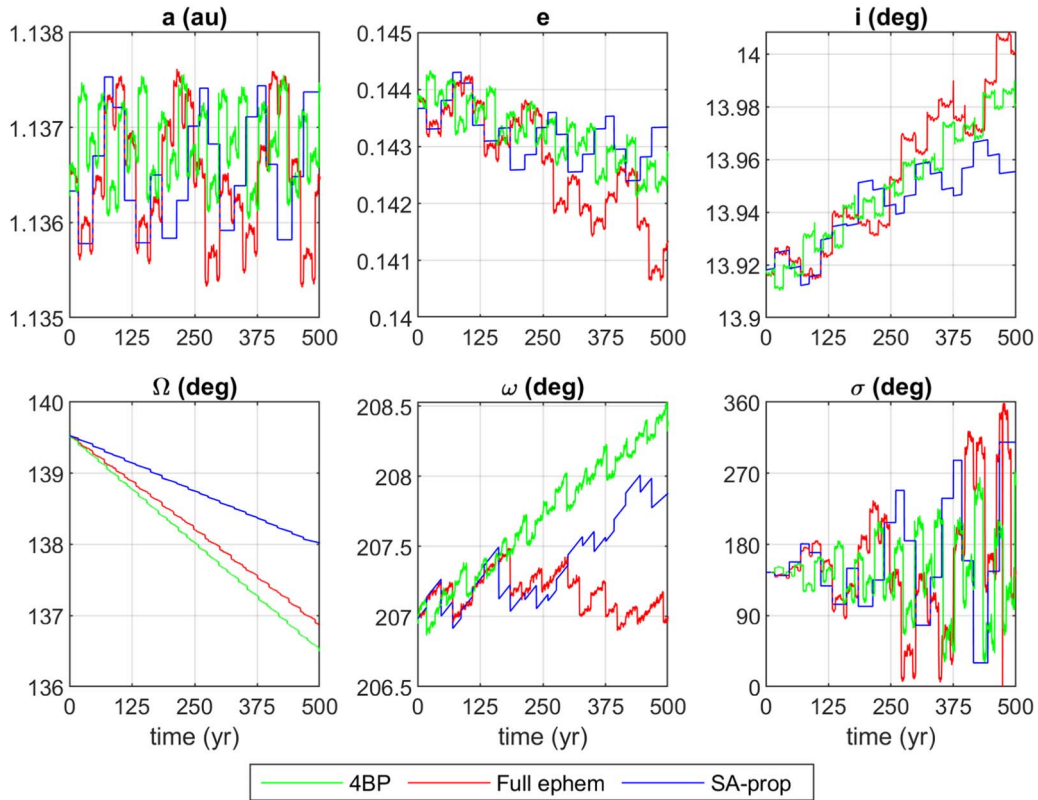 a (au)
1.138
1.137
1.136
1.135
0 125 250 375 500
e
0.145
0.144
0.143
0.142
0.141
0.14
0 125 250 375 500
i (deg)
14
13.98
13.96
13.94
13.92
13.9
0 125 250 375 500
Ω (deg)
140
139
138
137
136
0 125 250 375 500
time (yr)
ω (deg)
208.5
208
207.5
207
206.5
0 125 250 375 500
time (yr)
σ (deg)
360
270
180
90
0
0 125 250 375 500
time (yr)
4BP Full ephem SA-prop